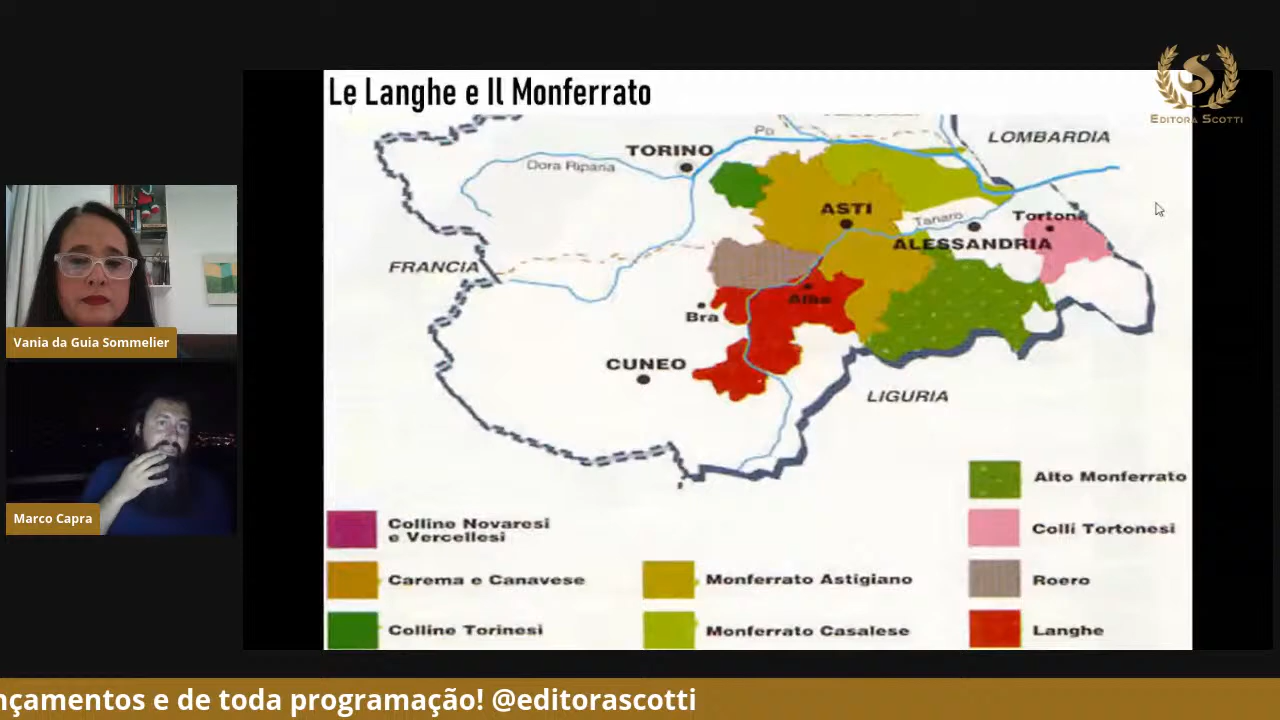 Le Langhe e Il Monferrato
EDITORA SCOTTI
LOMBARDIA
Po
TORINO
Dora Riparia
ASTI
Tanaro
Tortona
ALESSANDRIA
FRANCIA
Alba
Bra
CUNEO
LIGURIA
Vania da Guia Sommelier
Marco Capra
Alto Monferrato
Colline Novaresi
e Vercellesi
Colli Tortonesi
Carema e Canavese
Monferrato Astigiano
Roero
Colline Torinesi
Monferrato Casalese
Langhe
nçamentos e de toda programação! @editorascotti